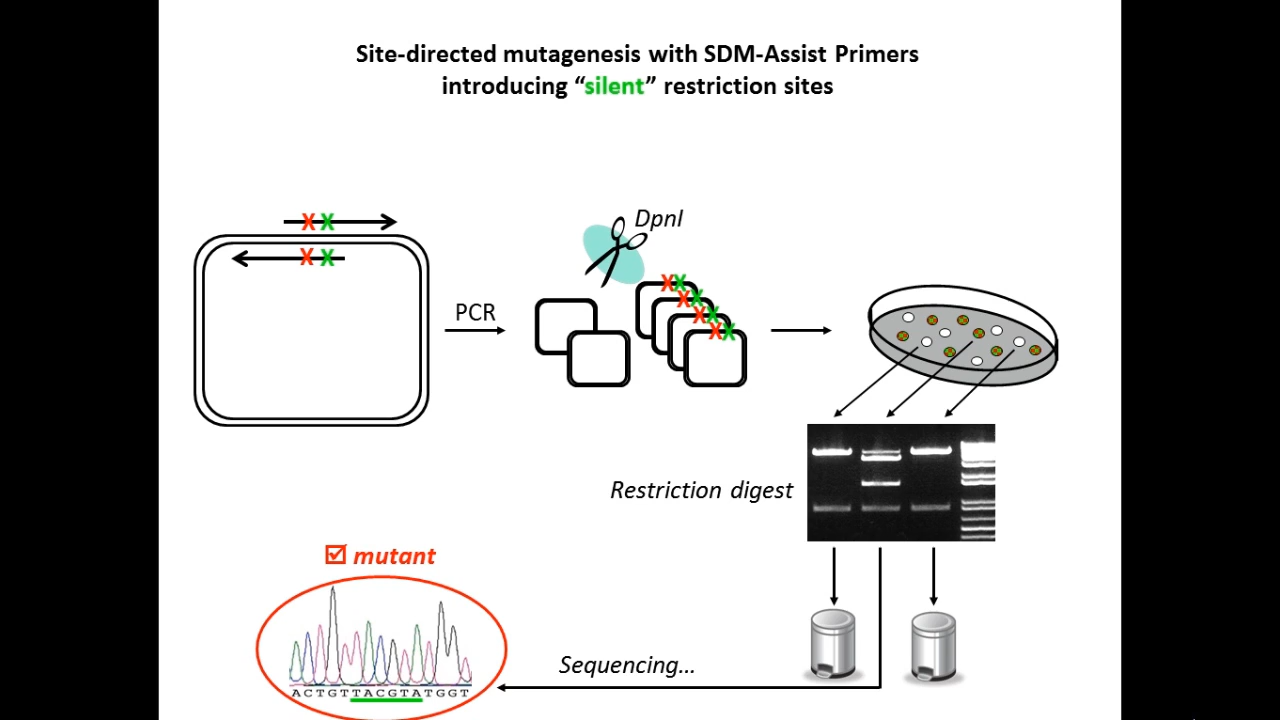 Site-directed mutagenesis with SDM-Assist Primers
introducing “silent” restriction sites
DpnI
PCR
Restriction digest
mutant
Sequencing...
ACTGTTACGTATGGT